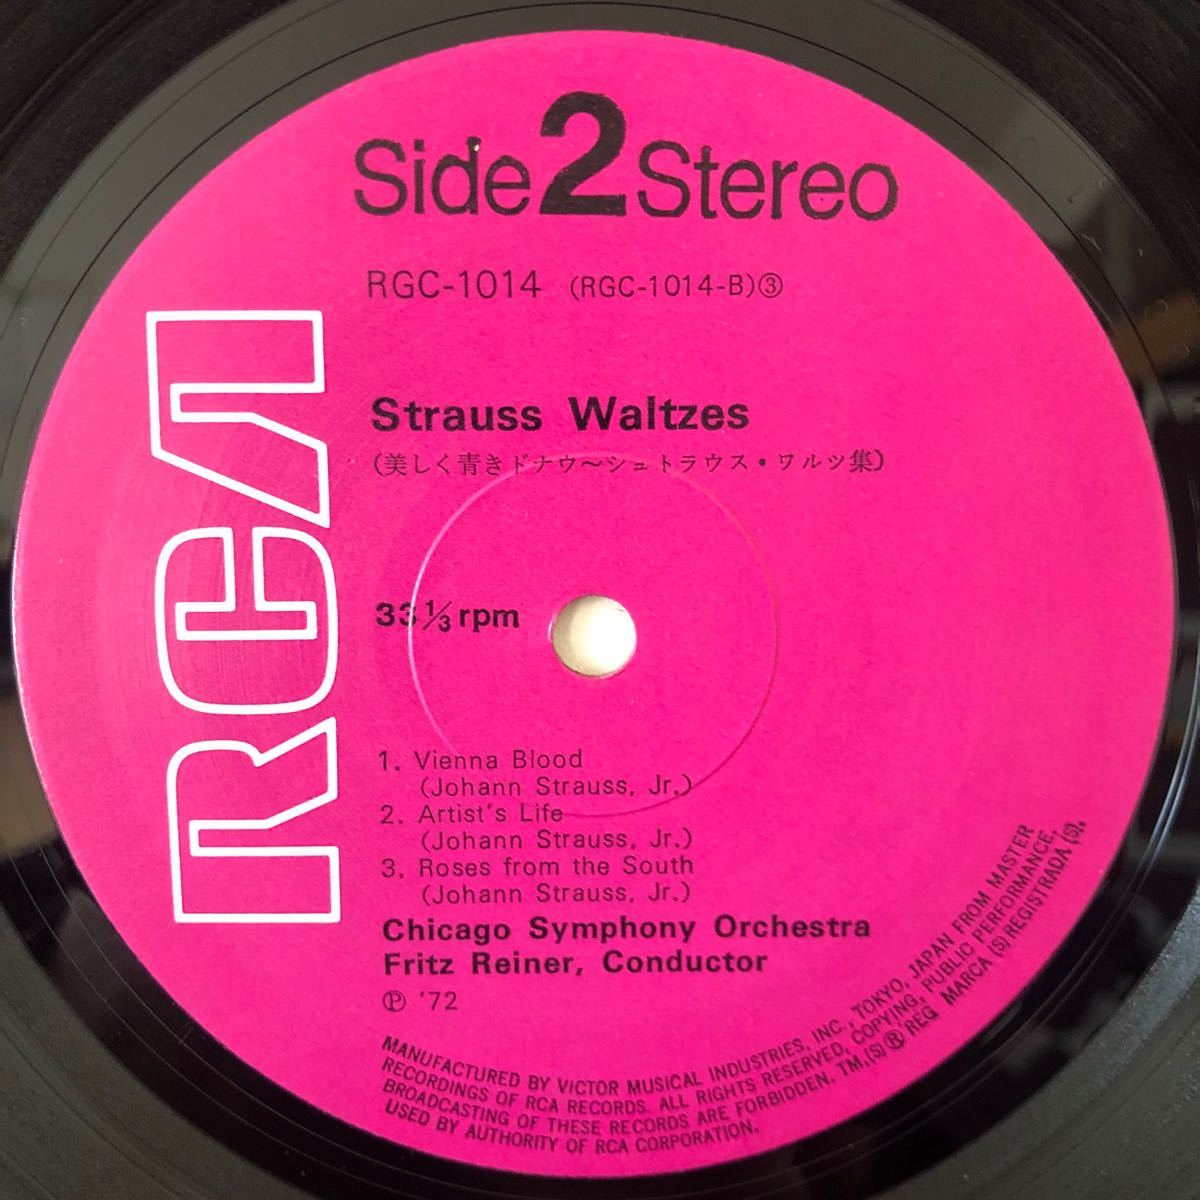 Side 2 Stereo
RGC-1014 (RGC-1014-B)③
RCA
Strauss Waltzes
(美しく青きドナウ〜シュトラウス・ワルツ集)
33 1/3 rpm
1. Vienna Blood
(Johann Strauss, Jr.)
2. Artist's Life
(Johann Strauss, Jr.)
3. Roses from the South
(Johann Strauss, Jr.)
Chicago Symphony Orchestra
Fritz Reiner, Conductor
Ⓟ '72
MANUFACTURED BY VICTOR MUSICAL INDUSTRIES, INC., TOKYO, JAPAN FROM MASTER
RECORDINGS OF RCA RECORDS. ALL RIGHTS RESERVED, COPYING, PUBLIC PERFORMANCE,
BROADCASTING OF THESE RECORDS ARE FORBIDDEN. TM.(S) ® REG MARCA (S) REGISTRADA (S).
USED BY AUTHORITY OF RCA CORPORATION.